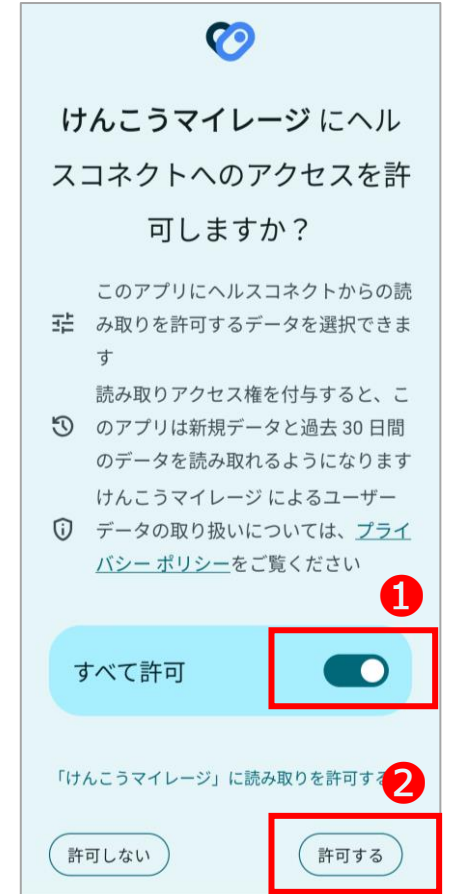 けんこうマイレージ にヘル
スコネクトへのアクセスを許
可しますか？
このアプリにヘルスコネクトからの読
み取りを許可するデータを選択できま
す
読み取りアクセス権を付与すると、こ
のアプリは新規データと過去 30 日間
のデータを読み取れるようになります
けんこうマイレージ によるユーザー
データの取り扱いについては、プライ
バシー ポリシーをご覧ください
1
すべて許可
「けんこうマイレージ」に読み取りを許可する
2
許可しない
許可する